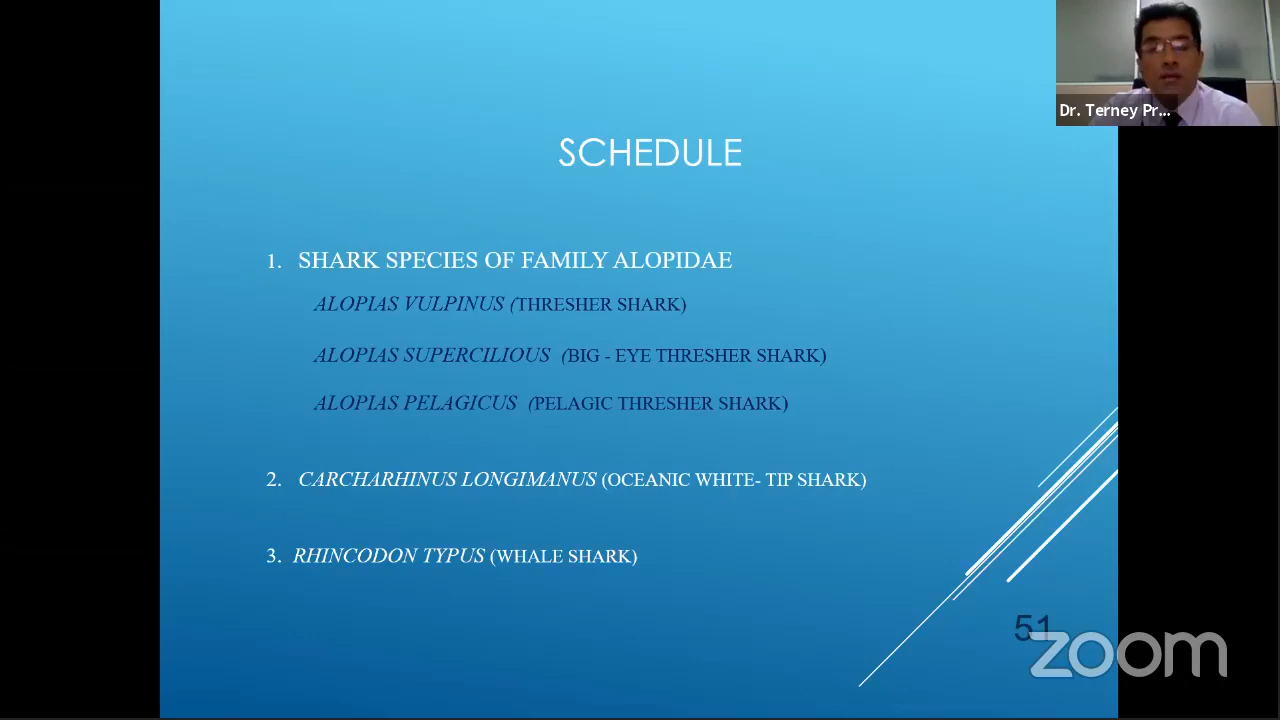 Dr. Terney Pr...
SCHEDULE
1. SHARK SPECIES OF FAMILY ALOPIDAE
ALOPIAS VULPINUS (THRESHER SHARK)
ALOPIAS SUPERCILIOUS (BIG - EYE THRESHER SHARK)
ALOPIAS PELAGICUS (PELAGIC THRESHER SHARK)
2. CARCHARHINUS LONGIMANUS (OCEANIC WHITE- TIP SHARK)
3. RHINCODON TYPUS (WHALE SHARK)
51
zoom